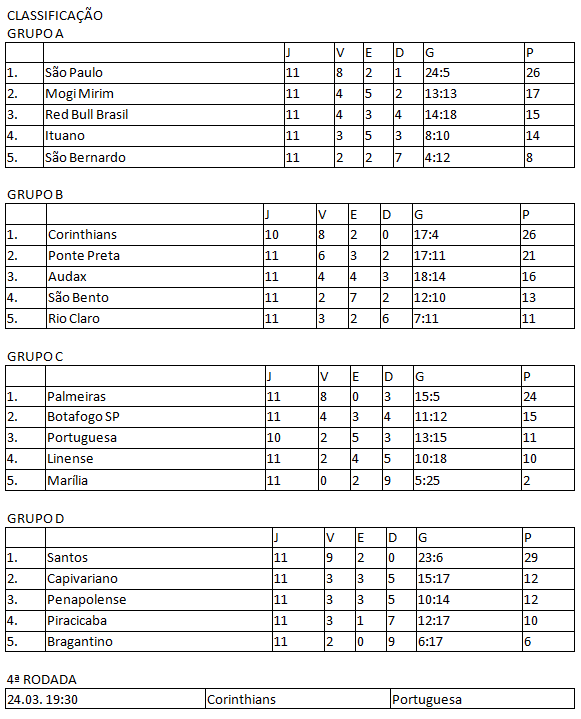 CLASSIFICAÇÃO
GRUPO A
J V E D G P
1. São Paulo 11 8 2 1 24:5 26
2. Mogi Mirim 11 4 5 2 13:13 17
3. Red Bull Brasil 11 4 3 4 14:18 15
4. Ituano 11 3 5 3 8:10 14
5. São Bernardo 11 2 2 7 4:12 8
GRUPO B
J V E D G P
1. Corinthians 10 8 2 0 17:4 26
2. Ponte Preta 11 6 3 2 17:11 21
3. Audax 11 4 4 3 18:14 16
4. São Bento 11 2 7 2 12:10 13
5. Rio Claro 11 3 2 6 7:11 11
GRUPO C
J V E D G P
1. Palmeiras 11 8 0 3 15:5 24
2. Botafogo SP 11 4 3 4 11:12 15
3. Portuguesa 10 2 5 3 13:15 11
4. Linense 11 2 4 5 10:18 10
5. Marília 11 0 2 9 5:25 2
GRUPO D
J V E D G P
1. Santos 11 9 2 0 23:6 29
2. Capivariano 11 3 3 5 15:17 12
3. Penapolense 11 3 3 5 10:14 12
4. Piracicaba 11 3 1 7 12:17 10
5. Bragantino 11 2 0 9 6:17 6
4ª RODADA
24.03. 19:30 Corinthians Portuguesa